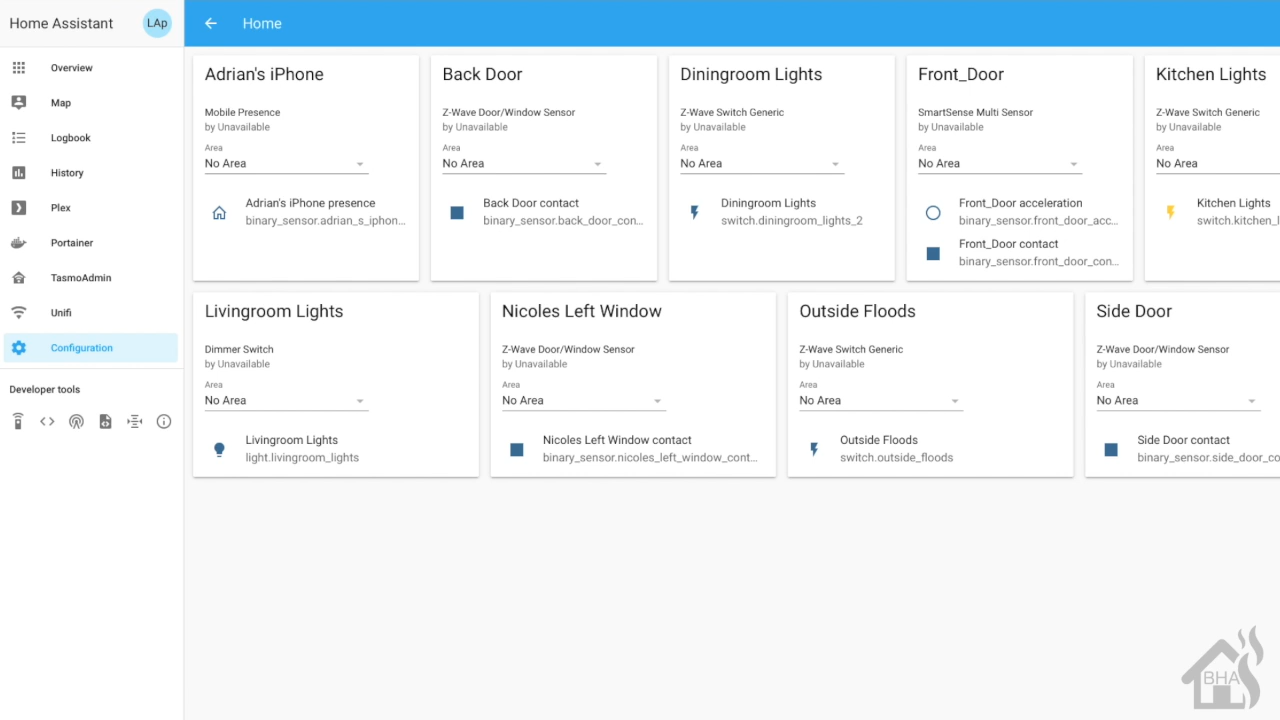 Home Assistant
LAp
Home
Overview
Map
Logbook
History
Plex
Portainer
TasmoAdmin
Unifi
Configuration
Developer tools
Adrian's iPhone
Mobile Presence
by Unavailable
Area
No Area
Adrian's iPhone presence
binary_sensor.adrian_s_iphon...
Back Door
Z-Wave Door/Window Sensor
by Unavailable
Area
No Area
Back Door contact
binary_sensor.back_door_con...
Diningroom Lights
Z-Wave Switch Generic
by Unavailable
Area
No Area
Diningroom Lights
switch.diningroom_lights_2
Front_Door
SmartSense Multi Sensor
by Unavailable
Area
No Area
Front_Door acceleration
binary_sensor.front_door_acc...
Front_Door contact
binary_sensor.front_door_con...
Kitchen Lights
Z-Wave Switch Generic
by Unavailable
Area
No Area
Kitchen Lights
switch.kitchen_l
Livingroom Lights
Dimmer Switch
by Unavailable
Area
No Area
Livingroom Lights
light.livingroom_lights
Nicoles Left Window
Z-Wave Door/Window Sensor
by Unavailable
Area
No Area
Nicoles Left Window contact
binary_sensor.nicoles_left_window_cont...
Outside Floods
Z-Wave Switch Generic
by Unavailable
Area
No Area
Outside Floods
switch.outside_floods
Side Door
Z-Wave Door/Window Sensor
by Unavailable
Area
No Area
Side Door contact
binary_sensor.side_door_co
BHA